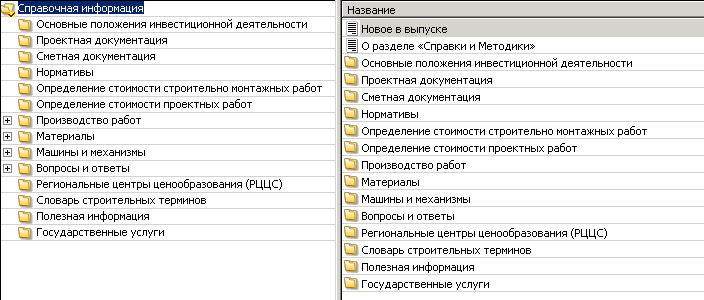 Справочная информация
Основные положения инвестиционной деятельности
Проектная документация
Сметная документация
Нормативы
Определение стоимости строительно монтажных работ
Определение стоимости проектных работ
Производство работ
Материалы
Машины и механизмы
Вопросы и ответы
Региональные центры ценообразования (РЦЦС)
Словарь строительных терминов
Полезная информация
Государственные услуги
Название
Новое в выпуске
О разделе «Справки и Методики»
Основные положения инвестиционной деятельности
Проектная документация
Сметная документация
Нормативы
Определение стоимости строительно монтажных работ
Определение стоимости проектных работ
Производство работ
Материалы
Машины и механизмы
Вопросы и ответы
Региональные центры ценообразования (РЦЦС)
Словарь строительных терминов
Полезная информация
Государственные услуги